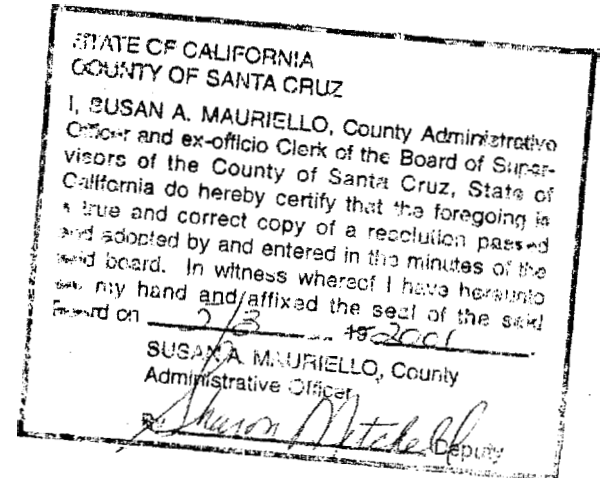 STATE OF CALIFORNIA
COUNTY OF SANTA CRUZ
I, SUSAN A. MAURIELLO, County Administrative
Officer and ex-officio Clerk of the Board of Super-
visors of the County of Santa Cruz, State of
California do hereby certify that the foregoing is
a true and correct copy of a resolution passed
and adopted by and entered in the minutes of the
said board. In witness whereof I have hereunto
set my hand and affixed the seal of the said
Board on 19 2001.
SUSAN A. MAURIELLO, County
Administrative Officer
By Sharon Mitchell Deputy